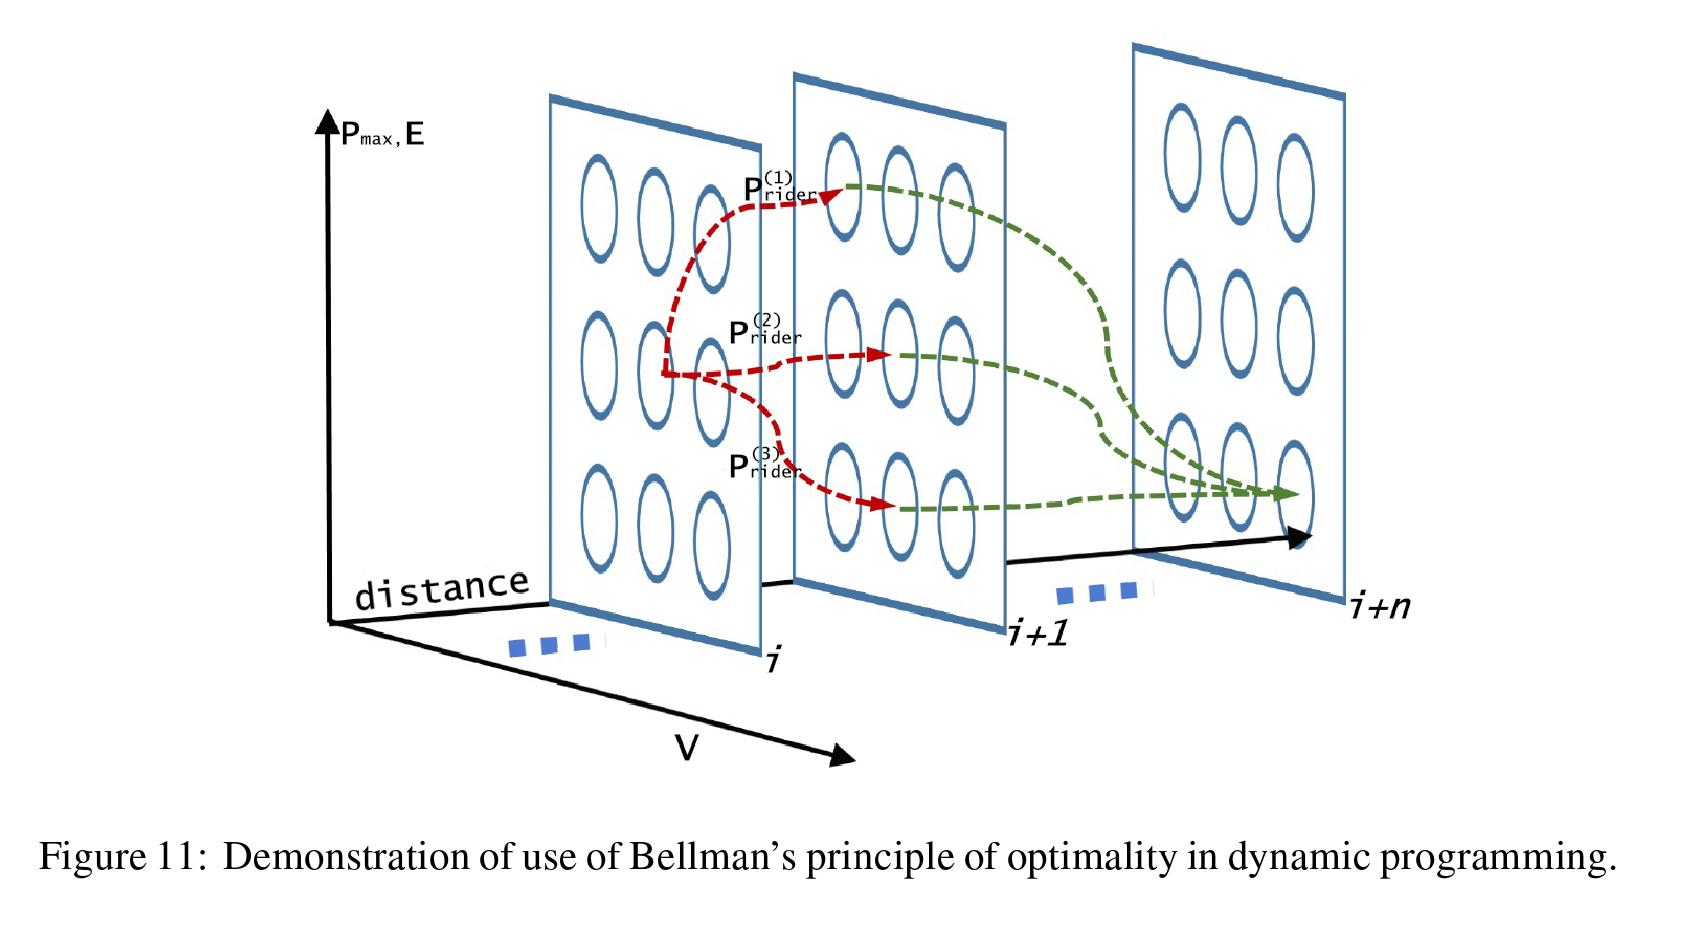 Pmax,E
P(1)rider
P(2)rider
P(3)rider
distance
i
i+1
i+n
V
Figure 11: Demonstration of use of Bellman’s principle of optimality in dynamic programming.